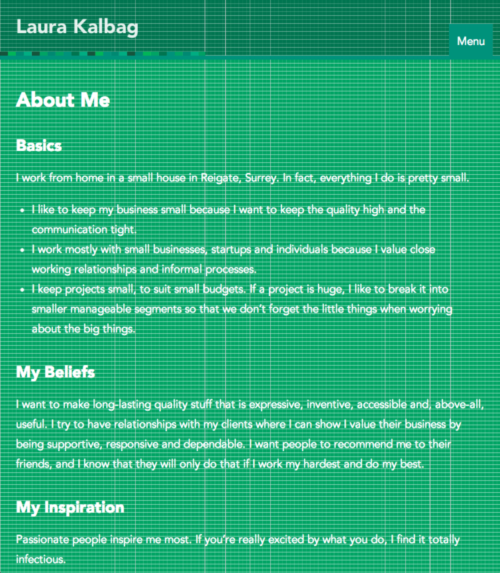 Laura Kalbag
Menu
About Me
Basics
I work from home in a small house in Reigate, Surrey. In fact, everything I do is pretty small.
• I like to keep my business small because I want to keep the quality high and the
communication tight.
• I work mostly with small businesses, startups and individuals because I value close
working relationships and informal processes.
• I keep projects small, to suit small budgets. If a project is huge, I like to break it into
smaller manageable segments so that we don't forget the little things when worrying
about the big things.
My Beliefs
I want to make long-lasting quality stuff that is expressive, inventive, accessible and, above-all,
useful. I try to have relationships with my clients where I can show I value their business by
being supportive, responsive and dependable. I want people to recommend me to their
friends, and I know that they will only do that if I work my hardest and do my best.
My Inspiration
Passionate people inspire me most. If you're really excited by what you do, I find it totally
infectious.